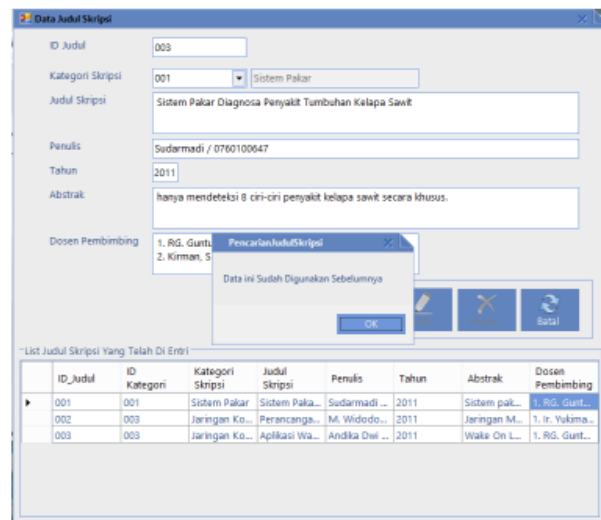 Data Judul Skripsi
ID Judul 003
Kategori Skripsi 001 Sistem Pakar
Judul Skripsi Sistem Pakar Diagnosa Penyakit Tumbuhan Kelapa Sawit
Penulis Sudarmadi / 0760100647
Tahun 2011
Abstrak hanya mendeteksi 8 ciri-ciri penyakit kelapa sawit secara khusus.
Dosen Pembimbing 1. RG. Guntu
2. Kirman, S
PencarianJudulSkripsi
Data ini Sudah Digunakan Sebelumnya
OK
Batal
List Judul Skripsi Yang Telah Di Entri
ID_Judul ID Kategori Kategori Skripsi Judul Skripsi Penulis Tahun Abstrak Dosen Pembimbing
001 001 Sistem Pakar Sistem Paka... Sudarmadi ... 2011 Sistem pak... 1. RG. Gunt...
002 003 Jaringan Ko... Perancanga... M. Widodo... 2011 Jaringan M... 1. Ir. Yukima...
003 003 Jaringan Ko... Aplikasi Wa... Andika Dwi ... 2011 Wake On L... 1. RG. Gunt...